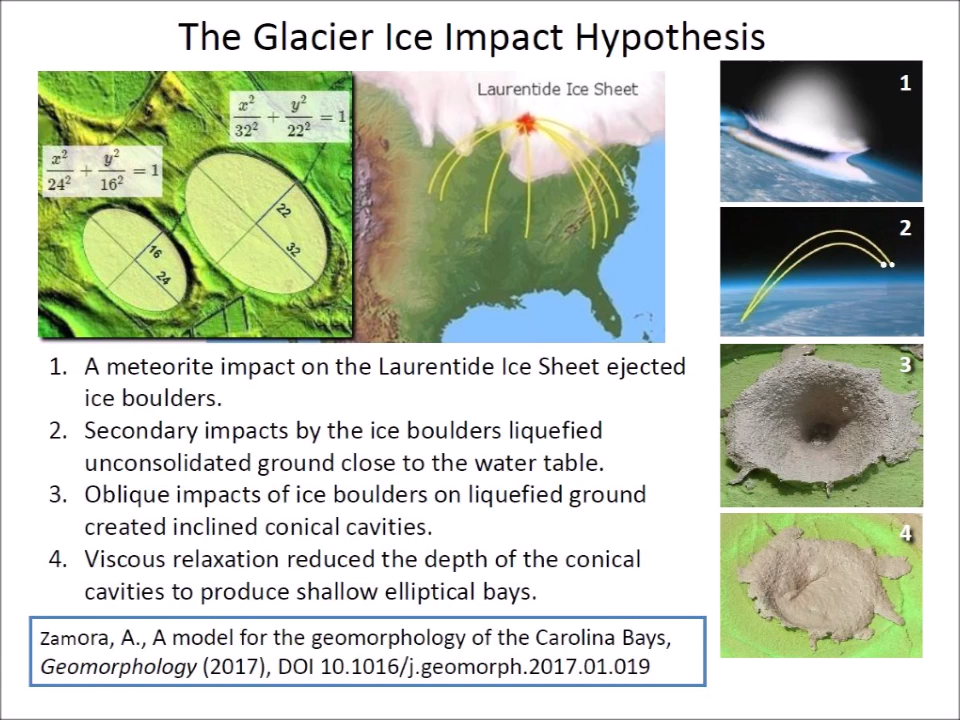 The Glacier Ice Impact Hypothesis
x²/32² + y²/22² = 1
x²/24² + y²/16² = 1
22
32
16
24
Laurentide Ice Sheet
1
2
3
4
1. A meteorite impact on the Laurentide Ice Sheet ejected
ice boulders.
2. Secondary impacts by the ice boulders liquefied
unconsolidated ground close to the water table.
3. Oblique impacts of ice boulders on liquefied ground
created inclined conical cavities.
4. Viscous relaxation reduced the depth of the conical
cavities to produce shallow elliptical bays.
Zamora, A., A model for the geomorphology of the Carolina Bays,
Geomorphology (2017), DOI 10.1016/j.geomorph.2017.01.019